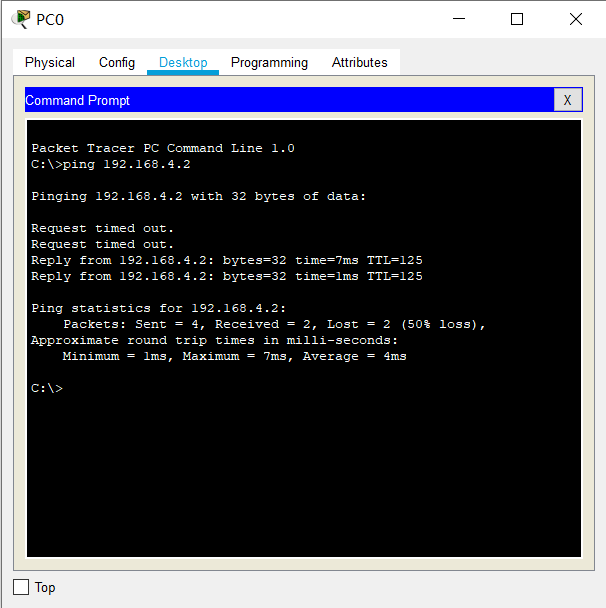 PC0
Physical Config Desktop Programming Attributes
Command Prompt X
Packet Tracer PC Command Line 1.0
C:\>ping 192.168.4.2
Pinging 192.168.4.2 with 32 bytes of data:
Request timed out.
Request timed out.
Reply from 192.168.4.2: bytes=32 time=7ms TTL=125
Reply from 192.168.4.2: bytes=32 time=1ms TTL=125
Ping statistics for 192.168.4.2:
Packets: Sent = 4, Received = 2, Lost = 2 (50% loss),
Approximate round trip times in milli-seconds:
Minimum = 1ms, Maximum = 7ms, Average = 4ms
C:\>
Top